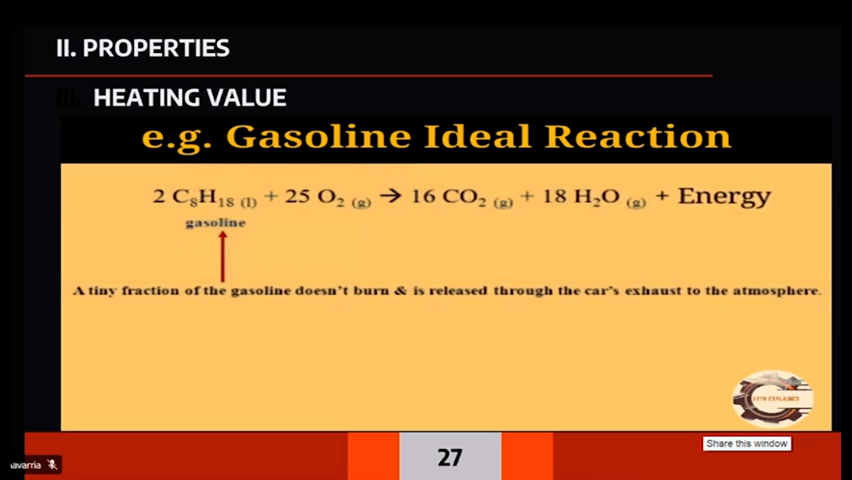 II. PROPERTIES
iii. HEATING VALUE
e.g. Gasoline Ideal Reaction
2 C₈H₁₈ (l) + 25 O₂ (g) → 16 CO₂ (g) + 18 H₂O (g) + Energy
gasoline
A tiny fraction of the gasoline doesn't burn & is released through the car's exhaust to the atmosphere.
Share this window
27